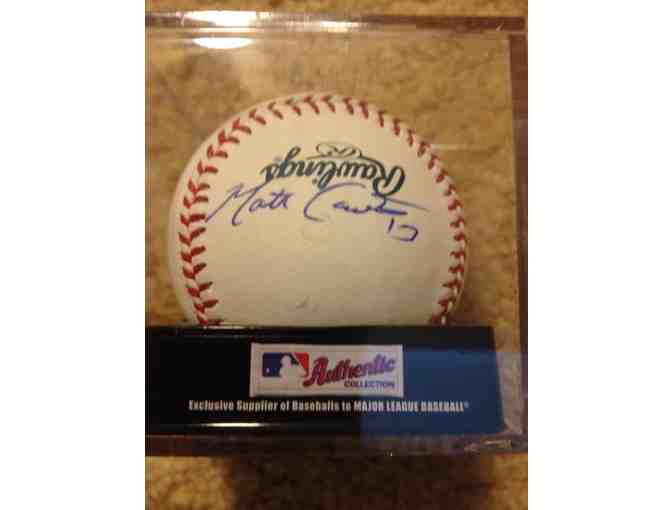 Rawlings
Matt
Authentic
COLLECTION
Exclusive Supplier of Baseballs to MAJOR LEAGUE BASEBALL®